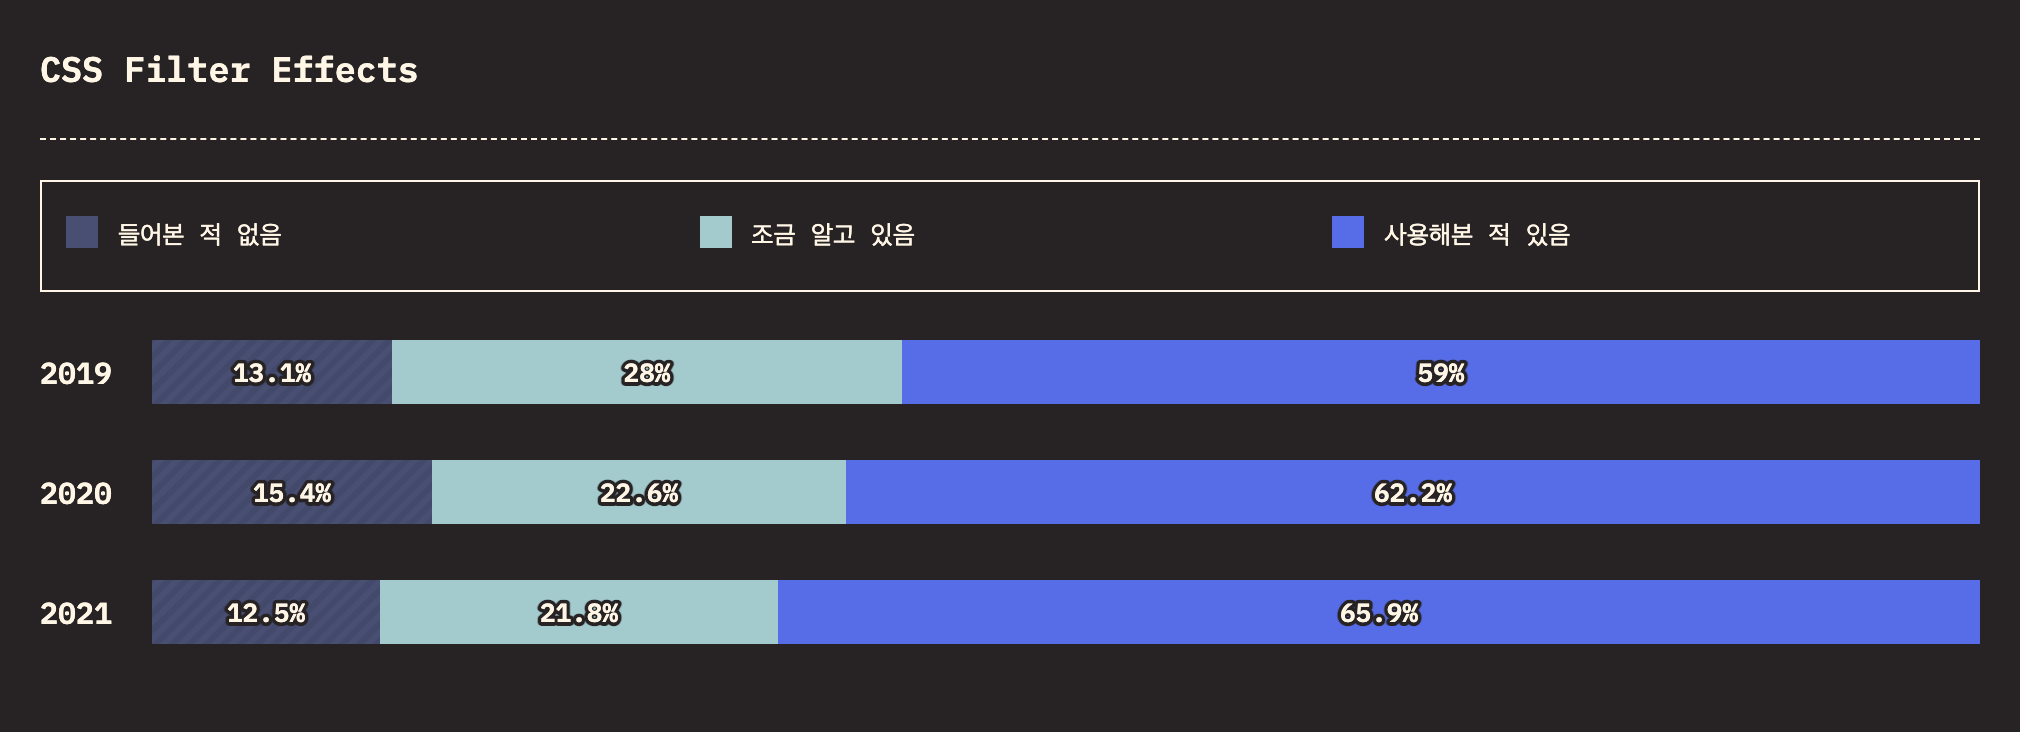 CSS Filter Effects
들어본 적 없음 조금 알고 있음 사용해본 적 있음
2019 13.1% 28% 59%
2020 15.4% 22.6% 62.2%
2021 12.5% 21.8% 65.9%